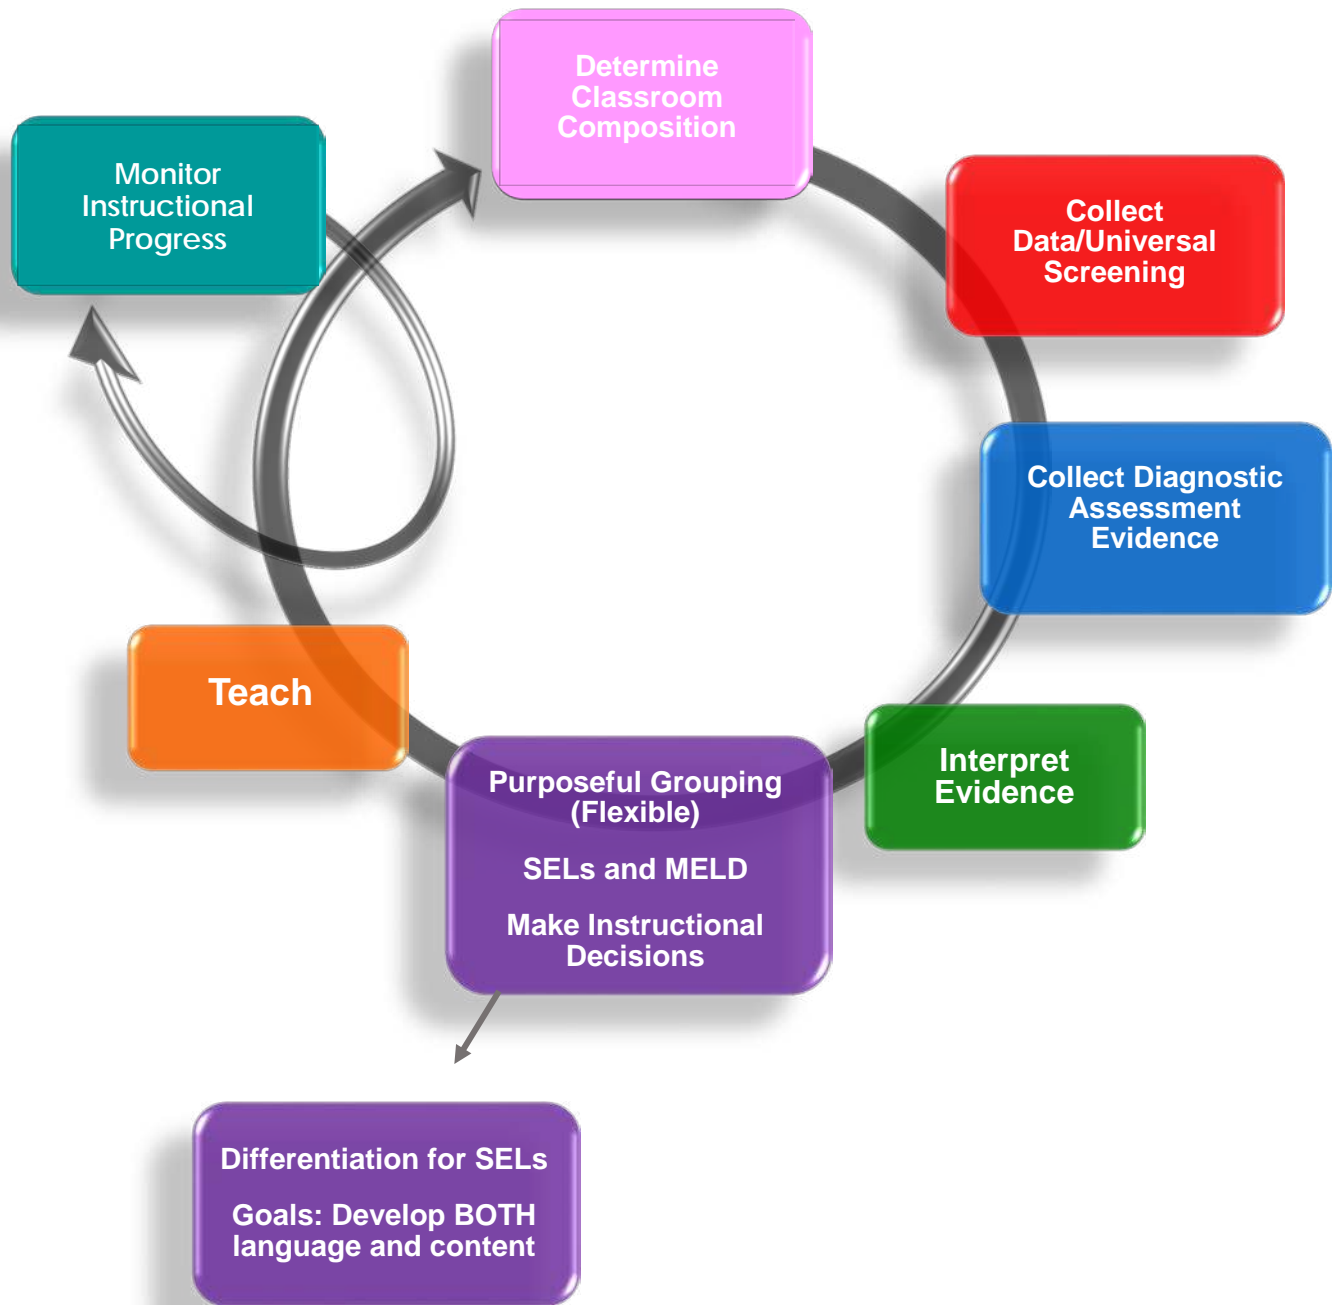 Determine
Classroom
Composition
Monitor
Instructional
Progress
Collect
Data/Universal
Screening
Collect Diagnostic
Assessment
Evidence
Teach
Interpret
Evidence
Purposeful Grouping
(Flexible)
SELs and MELD
Make Instructional
Decisions
Differentiation for SELs
Goals: Develop BOTH
language and content